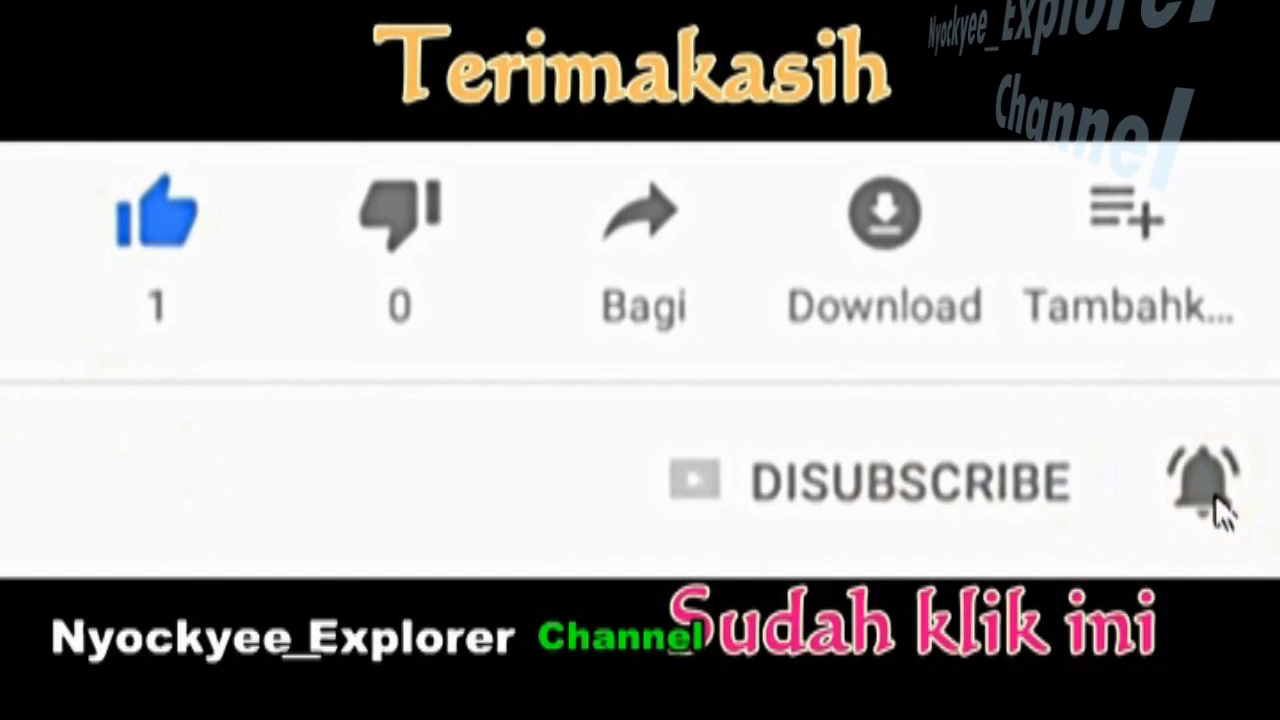 Terimakasih
Nyockyee_Explorer
Channel
1
0
Bagi
Download
Tambahk...
DISUBSCRIBE
Sudah klik ini
Nyockyee_Explorer Channel